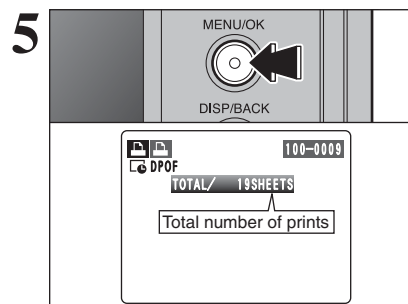 5
MENU/OK
DISP/BACK
100-0009
DPOF
TOTAL/ 19SHEETS
Total number of prints